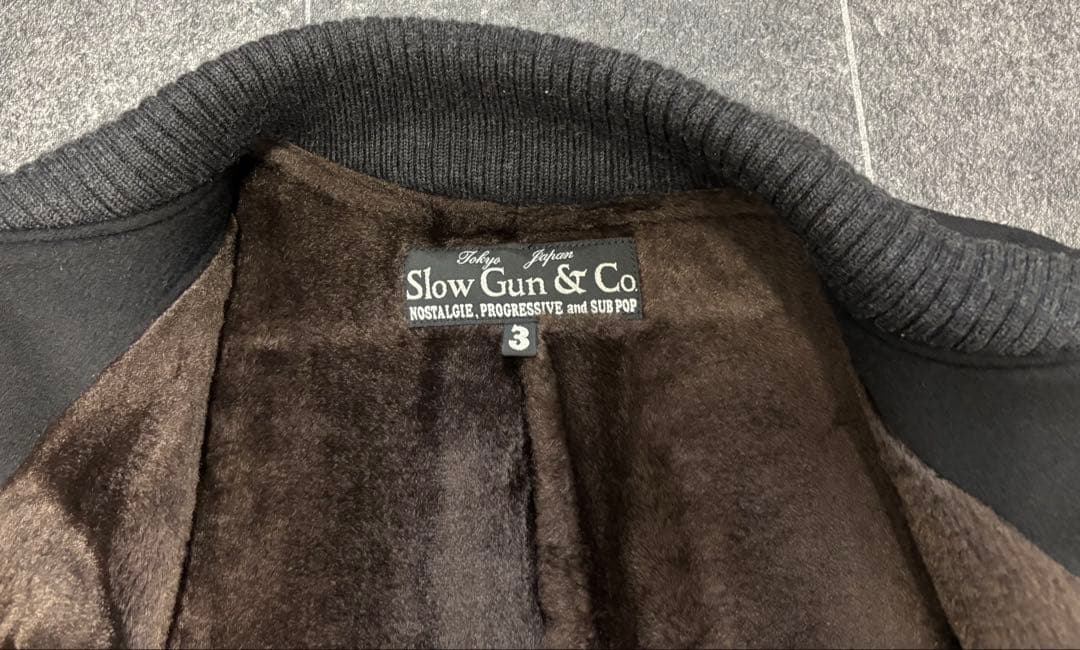 Tokyo Japan
Slow Gun & Co.
NOSTALGIE, PROGRESSIVE and SUB POP
3